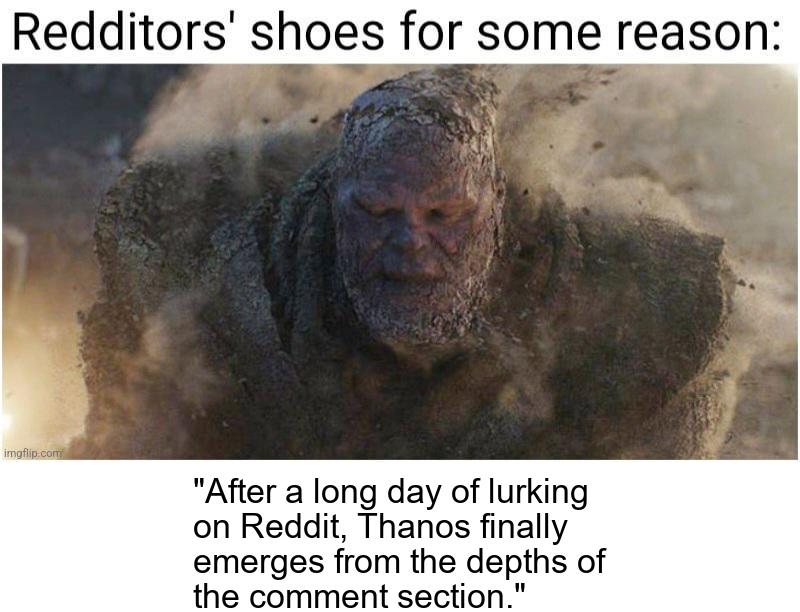 Redditors' shoes for some reason:
imgflip.com
"After a long day of lurking
on Reddit, Thanos finally
emerges from the depths of
the comment section."